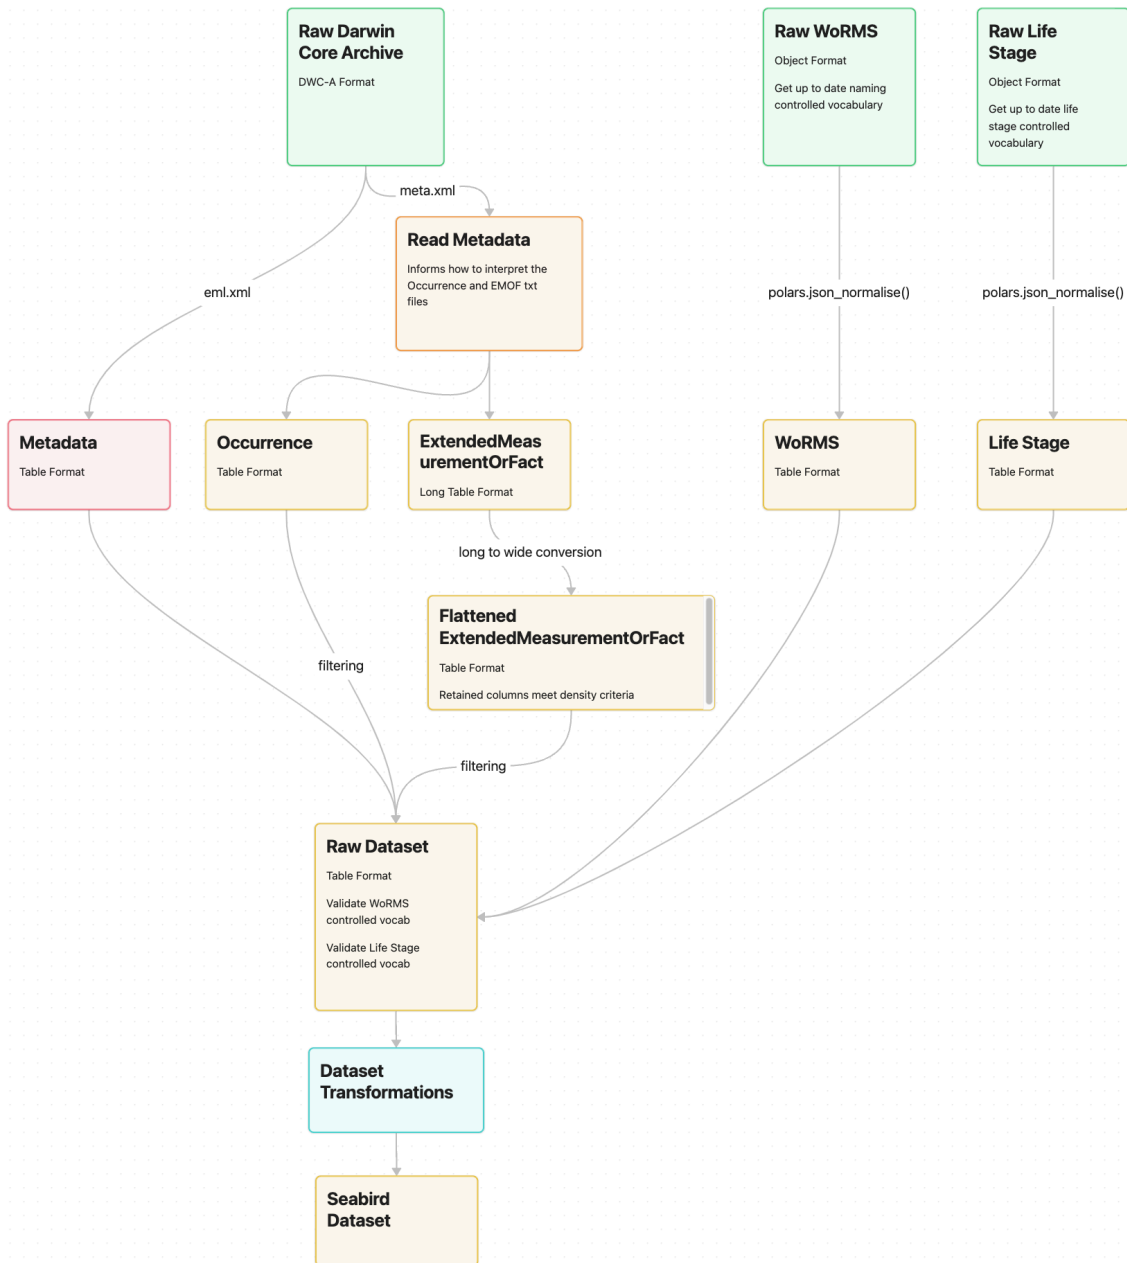 Raw Darwin
Core Archive
DWC-A Format
Raw WoRMS
Object Format
Get up to date naming
controlled vocabulary
Raw Life
Stage
Object Format
Get up to date life
stage controlled
vocabulary
meta.xml
Read Metadata
Informs how to interpret the
Occurrence and EMOF txt
files
eml.xml
polars.json_normalise()
polars.json_normalise()
Metadata
Table Format
Occurrence
Table Format
ExtendedMeas
urementOrFact
Long Table Format
WoRMS
Table Format
Life Stage
Table Format
long to wide conversion
Flattened
ExtendedMeasurementOrFact
Table Format
Retained columns meet density criteria
filtering
filtering
Raw Dataset
Table Format
Validate WoRMS
controlled vocab
Validate Life Stage
controlled vocab
Dataset
Transformations
Seabird
Dataset